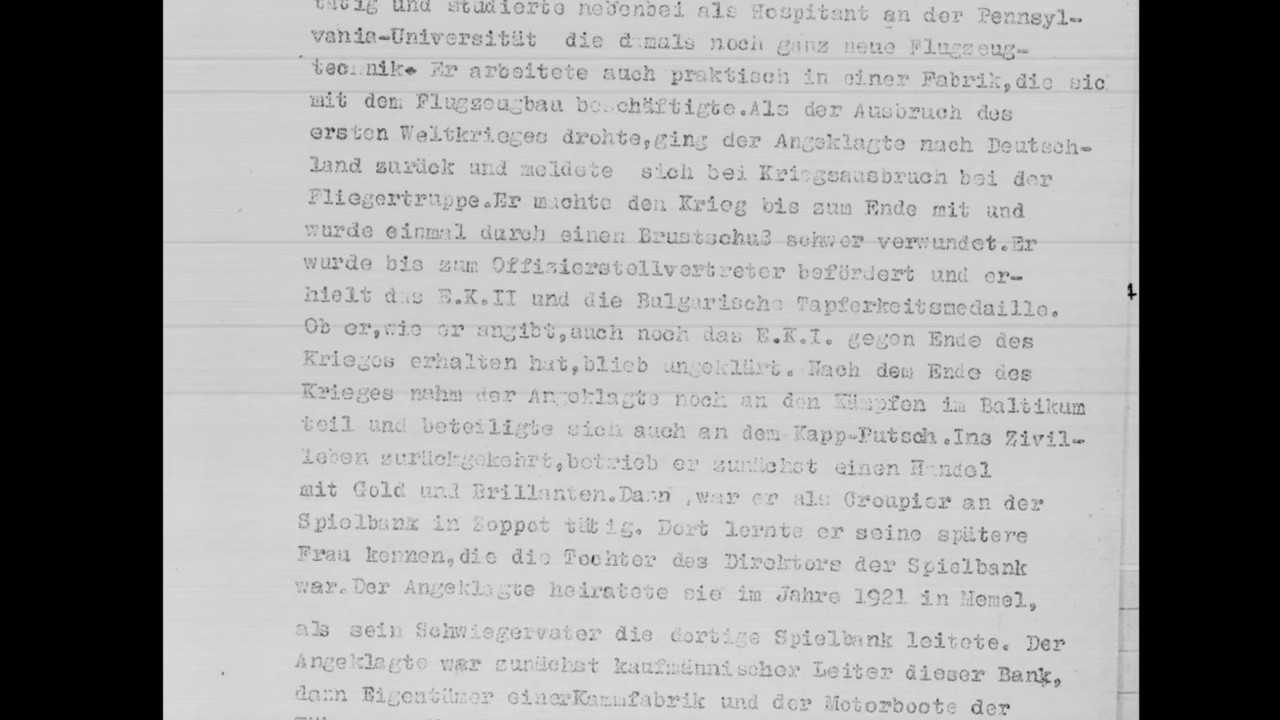 tätig und studierte nebenbei als Hospitant an der Pennsyl-
vania-Universität die damals noch ganz neue Flugzeug-
technik. Er arbeitete auch praktisch in einer Fabrik,die sic
mit dem Flugzeugbau beschäftigte.Als der Ausbruch des
ersten Weltkrieges drohte,ging der Angeklagte nach Deutsch-
land zurück und meldete sich bei Kriegsausbruch bei der
Fliegertruppe.Er machte den Krieg bis zum Ende mit und
wurde einmal durch einen Brustschuß schwer verwundet.Er
wurde bis zum Offizierstellvertreter befördert und er-
hielt das E.K.II und die Bulgarische Tapferkeitsmedaille.
Ob er,wie er angibt,auch noch das E.K.I. gegen Ende des
Krieges erhalten hat,blieb ungeklärt. Nach dem Ende des
Krieges nahm der Angeklagte noch an den Kämpfen im Baltikum
teil und beteiligte sich auch an dem Kapp-Putsch.Ins Zivil-
leben zurückgekehrt,betrieb er zunächst einen Handel
mit Gold und Brillanten.Dann ,war er als Croupier an der
Spielbank in Zoppot tätig. Dort lernte er seine spätere
Frau kennen,die die Tochter des Direktors der Spielbank
war.Der Angeklagte heiratete sie im Jahre 1921 in Memel,
als sein Schwiegervater die dortige Spielbank leitete. Der
Angeklagte war zunächst kaufmännischer Leiter dieser Bank,
dann Eigentümer einerKammfabrik und der Motorboote der